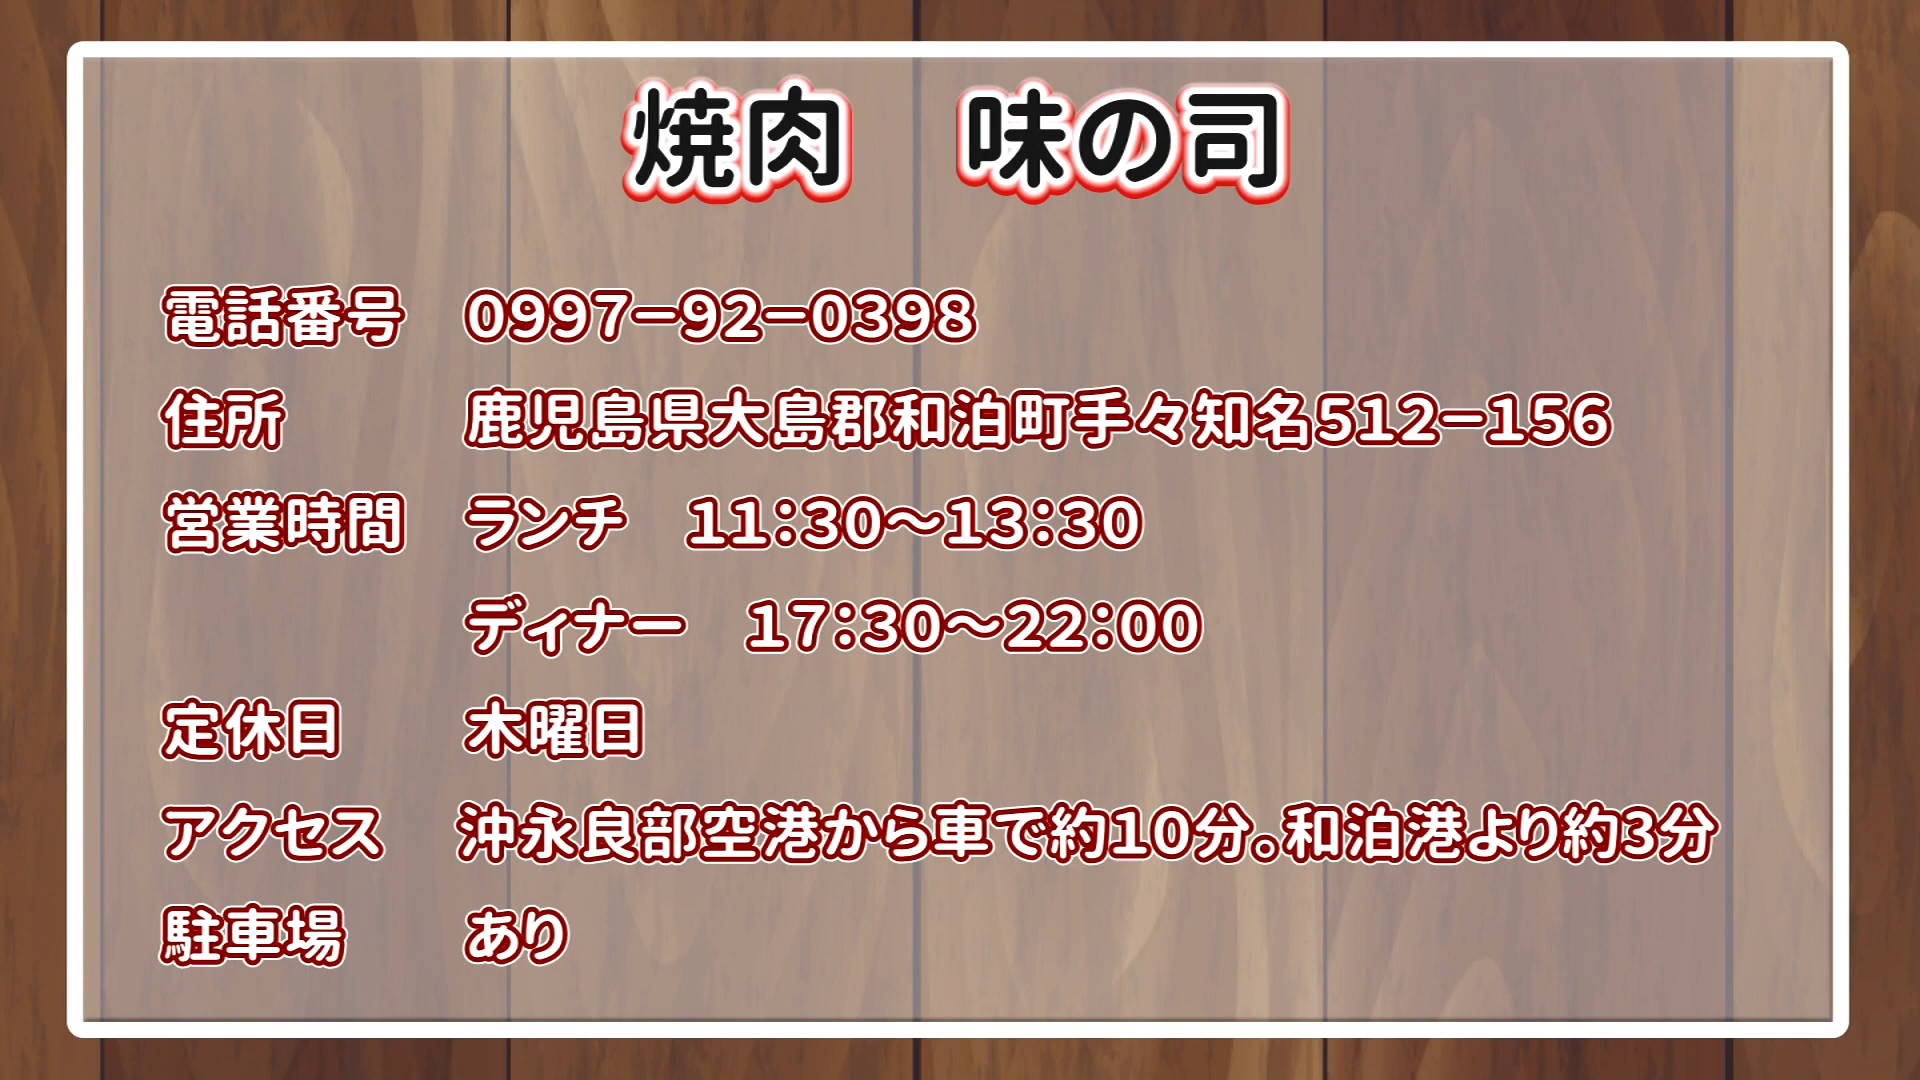 焼肉　味の司
電話番号　0997−92−0398
住所　鹿児島県大島郡和泊町手々知名512−156
営業時間　ランチ　11：30〜13：30
ディナー　17：30〜22：00
定休日　木曜日
アクセス　沖永良部空港から車で約10分。和泊港より約3分
駐車場　あり